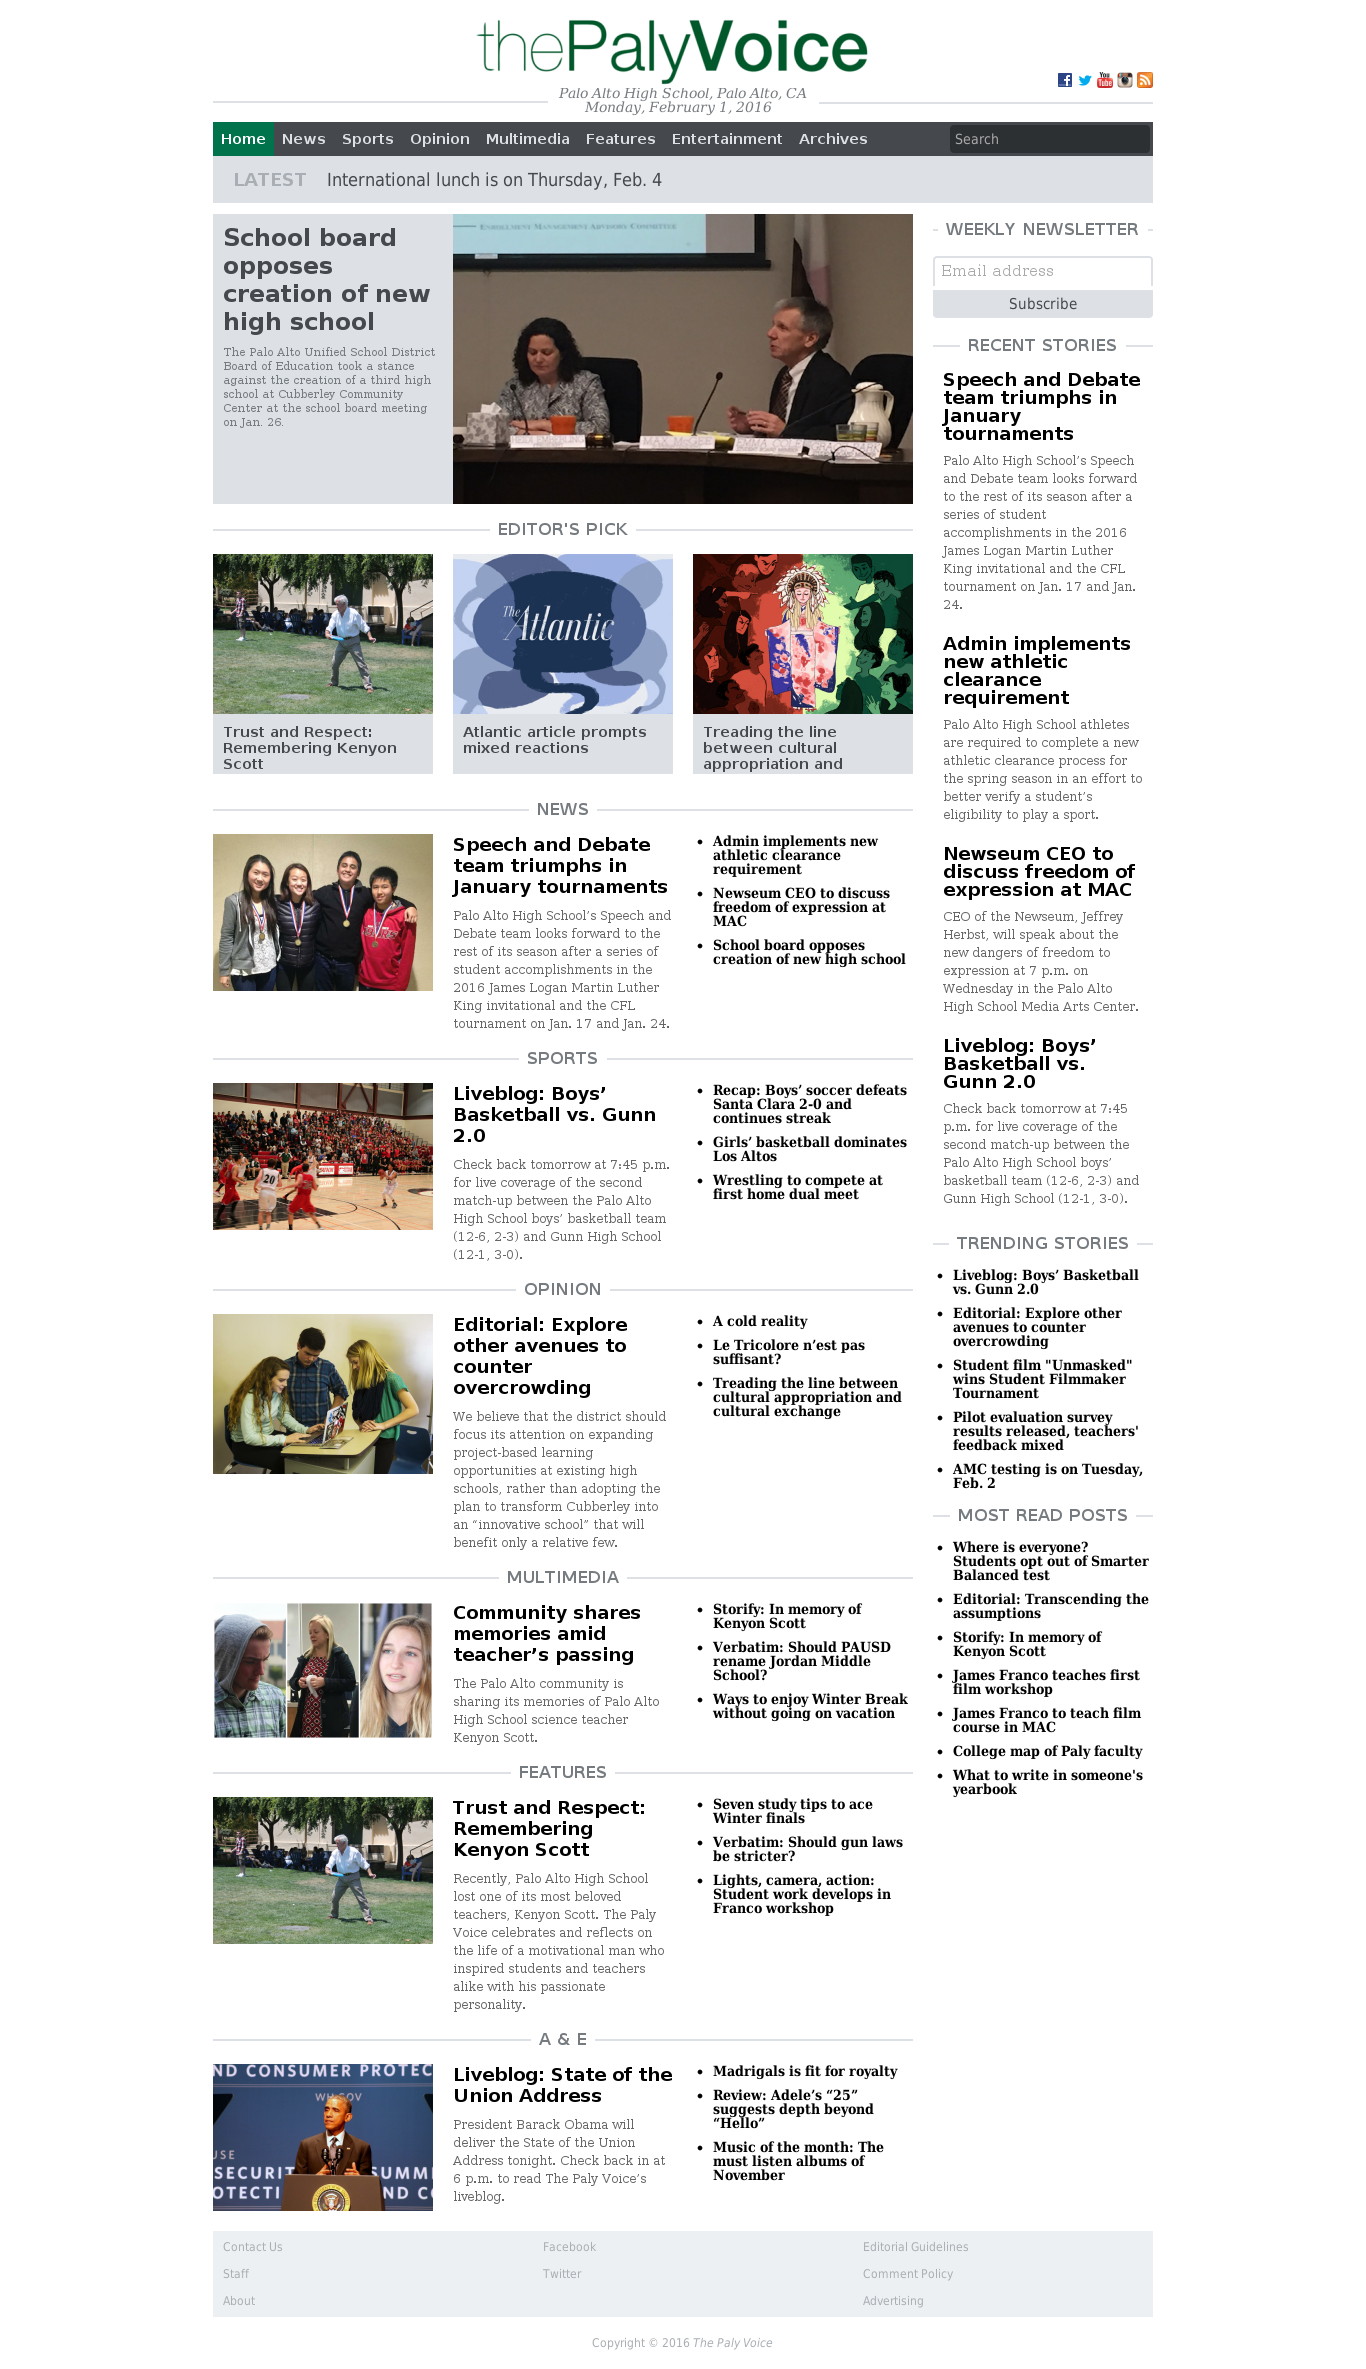 thePalyVoice
Palo Alto High School, Palo Alto, CA
Monday, February 1, 2016
Home News Sports Opinion Multimedia Features Entertainment Archives Search
LATEST International lunch is on Thursday, Feb. 4
School board
opposes
creation of new
high school
The Palo Alto Unified School District
Board of Education took a stance
against the creation of a third high
school at Cubberley Community
Center at the school board meeting
on Jan. 26.
Enrollment Management Advisory Committee
EDITOR'S PICK
The Atlantic
Trust and Respect:
Remembering Kenyon
Scott
Atlantic article prompts
mixed reactions
Treading the line
between cultural
appropriation and
NEWS
Speech and Debate
team triumphs in
January tournaments
Palo Alto High School’s Speech and
Debate team looks forward to the
rest of its season after a series of
student accomplishments in the
2016 James Logan Martin Luther
King invitational and the CFL
tournament on Jan. 17 and Jan. 24.
• Admin implements new
athletic clearance
requirement
• Newseum CEO to discuss
freedom of expression at
MAC
• School board opposes
creation of new high school
SPORTS
20
Liveblog: Boys’
Basketball vs. Gunn
2.0
Check back tomorrow at 7:45 p.m.
for live coverage of the second
match-up between the Palo Alto
High School boys’ basketball team
(12-6, 2-3) and Gunn High School
(12-1, 3-0).
• Recap: Boys’ soccer defeats
Santa Clara 2-0 and
continues streak
• Girls’ basketball dominates
Los Altos
• Wrestling to compete at
first home dual meet
OPINION
Editorial: Explore
other avenues to
counter
overcrowding
We believe that the district should
focus its attention on expanding
project-based learning
opportunities at existing high
schools, rather than adopting the
plan to transform Cubberley into
an “innovative school” that will
benefit only a relative few.
• A cold reality
• Le Tricolore n’est pas
suffisant?
• Treading the line between
cultural appropriation and
cultural exchange
MULTIMEDIA
Community shares
memories amid
teacher’s passing
The Palo Alto community is
sharing its memories of Palo Alto
High School science teacher
Kenyon Scott.
• Storify: In memory of
Kenyon Scott
• Verbatim: Should PAUSD
rename Jordan Middle
School?
• Ways to enjoy Winter Break
without going on vacation
FEATURES
Trust and Respect:
Remembering
Kenyon Scott
Recently, Palo Alto High School
lost one of its most beloved
teachers, Kenyon Scott. The Paly
Voice celebrates and reflects on
the life of a motivational man who
inspired students and teachers
alike with his passionate
personality.
• Seven study tips to ace
Winter finals
• Verbatim: Should gun laws
be stricter?
• Lights, camera, action:
Student work develops in
Franco workshop
A & E
ND CONSUMER PROTEC
WH.GOV
USE
SECURIT SUMM
OTECTI ND CO
Liveblog: State of the
Union Address
President Barack Obama will
deliver the State of the Union
Address tonight. Check back in at
6 p.m. to read The Paly Voice’s
liveblog.
• Madrigals is fit for royalty
• Review: Adele’s “25”
suggests depth beyond
“Hello”
• Music of the month: The
must listen albums of
November
WEEKLY NEWSLETTER
Email address
Subscribe
RECENT STORIES
Speech and Debate
team triumphs in
January
tournaments
Palo Alto High School’s Speech
and Debate team looks forward
to the rest of its season after a
series of student
accomplishments in the 2016
James Logan Martin Luther
King invitational and the CFL
tournament on Jan. 17 and Jan.
24.
Admin implements
new athletic
clearance
requirement
Palo Alto High School athletes
are required to complete a new
athletic clearance process for
the spring season in an effort to
better verify a student’s
eligibility to play a sport.
Newseum CEO to
discuss freedom of
expression at MAC
CEO of the Newseum, Jeffrey
Herbst, will speak about the
new dangers of freedom to
expression at 7 p.m. on
Wednesday in the Palo Alto
High School Media Arts Center.
Liveblog: Boys’
Basketball vs.
Gunn 2.0
Check back tomorrow at 7:45
p.m. for live coverage of the
second match-up between the
Palo Alto High School boys’
basketball team (12-6, 2-3) and
Gunn High School (12-1, 3-0).
TRENDING STORIES
• Liveblog: Boys’ Basketball
vs. Gunn 2.0
• Editorial: Explore other
avenues to counter
overcrowding
• Student film "Unmasked"
wins Student Filmmaker
Tournament
• Pilot evaluation survey
results released, teachers'
feedback mixed
• AMC testing is on Tuesday,
Feb. 2
MOST READ POSTS
• Where is everyone?
Students opt out of Smarter
Balanced test
• Editorial: Transcending the
assumptions
• Storify: In memory of
Kenyon Scott
• James Franco teaches first
film workshop
• James Franco to teach film
course in MAC
• College map of Paly faculty
• What to write in someone's
yearbook
Contact Us Facebook Editorial Guidelines
Staff Twitter Comment Policy
About Advertising
Copyright © 2016 The Paly Voice